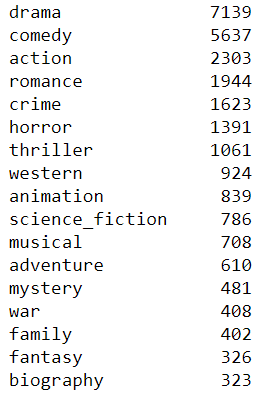 drama 7139
comedy 5637
action 2303
romance 1944
crime 1623
horror 1391
thriller 1061
western 924
animation 839
science_fiction 786
musical 708
adventure 610
mystery 481
war 408
family 402
fantasy 326
biography 323